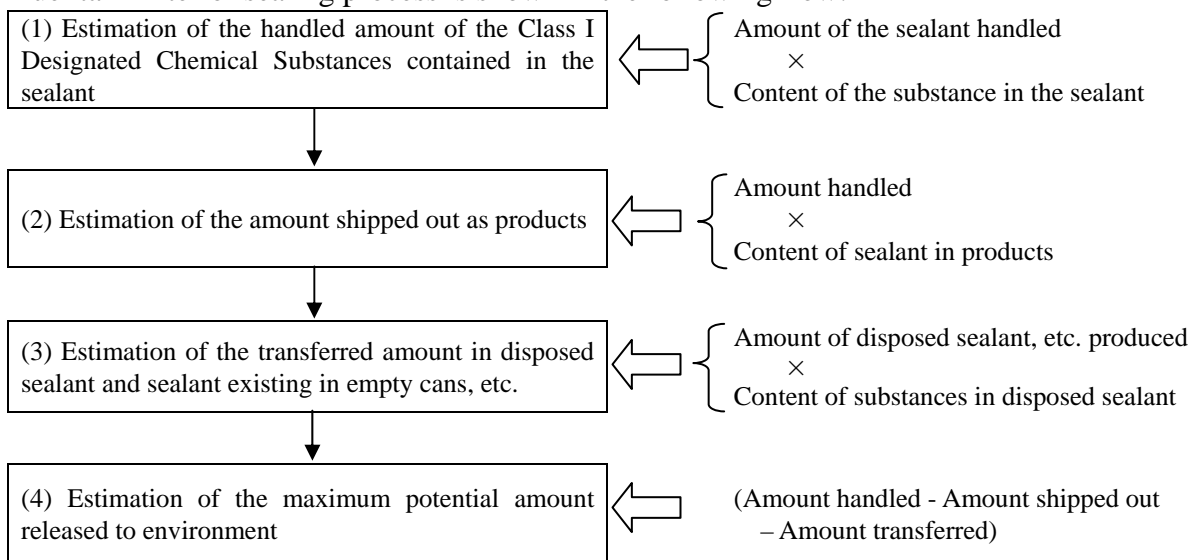 (1) Estimation of the handled amount of the Class I
Designated Chemical Substances contained in the
sealant
Amount of the sealant handled
×
Content of the substance in the sealant
(2) Estimation of the amount shipped out as products
Amount handled
×
Content of sealant in products
(3) Estimation of the transferred amount in disposed
sealant and sealant existing in empty cans, etc.
Amount of disposed sealant, etc. produced
×
Content of substances in disposed sealant
(4) Estimation of the maximum potential amount
released to environment
(Amount handled - Amount shipped out
– Amount transferred)